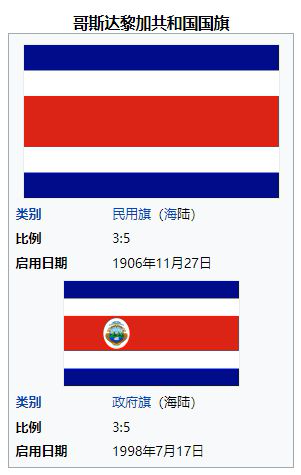 哥斯达黎加共和国国旗
类别 民用旗（海陆）
比例 3:5
启用日期 1906年11月27日
类别 政府旗（海陆）
比例 3:5
启用日期 1998年7月17日